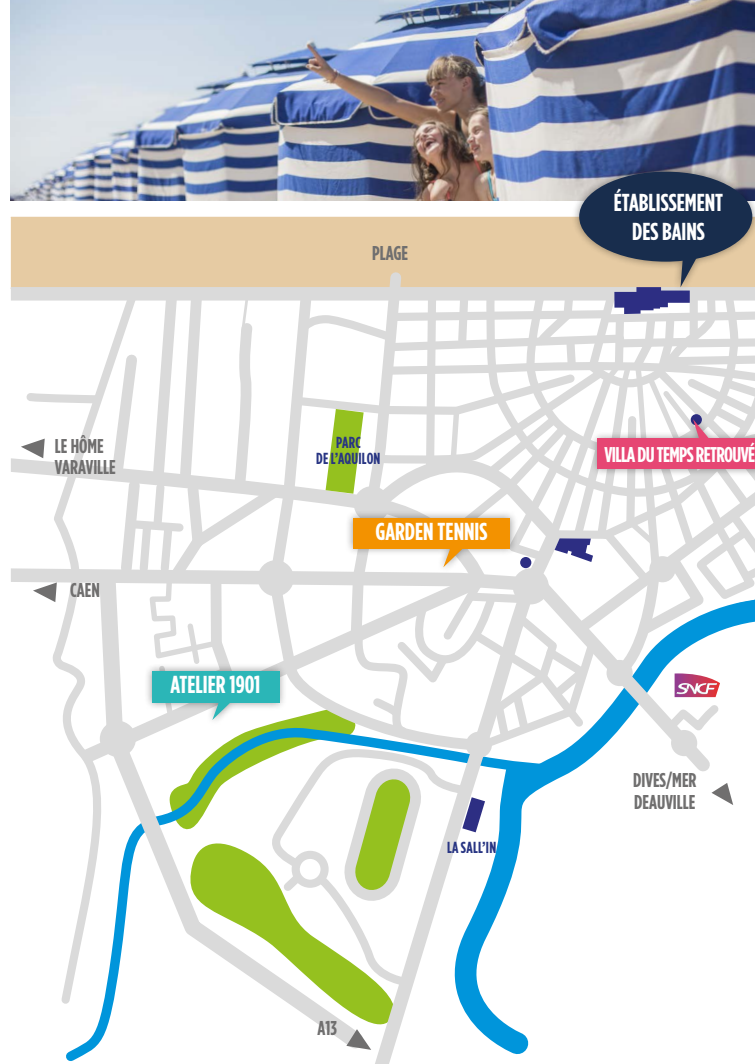 ÉTABLISSEMENT
DES BAINS
PLAGE
PARC
DE L'AQUILON
LE HÔME
VARAVILLE
VILLA DU TEMPS RETROUVÉ
GARDEN TENNIS
CAEN
ATELIER 1901
SNCF
DIVES/MER
DEAUVILLE
LA SALL'IN
A13